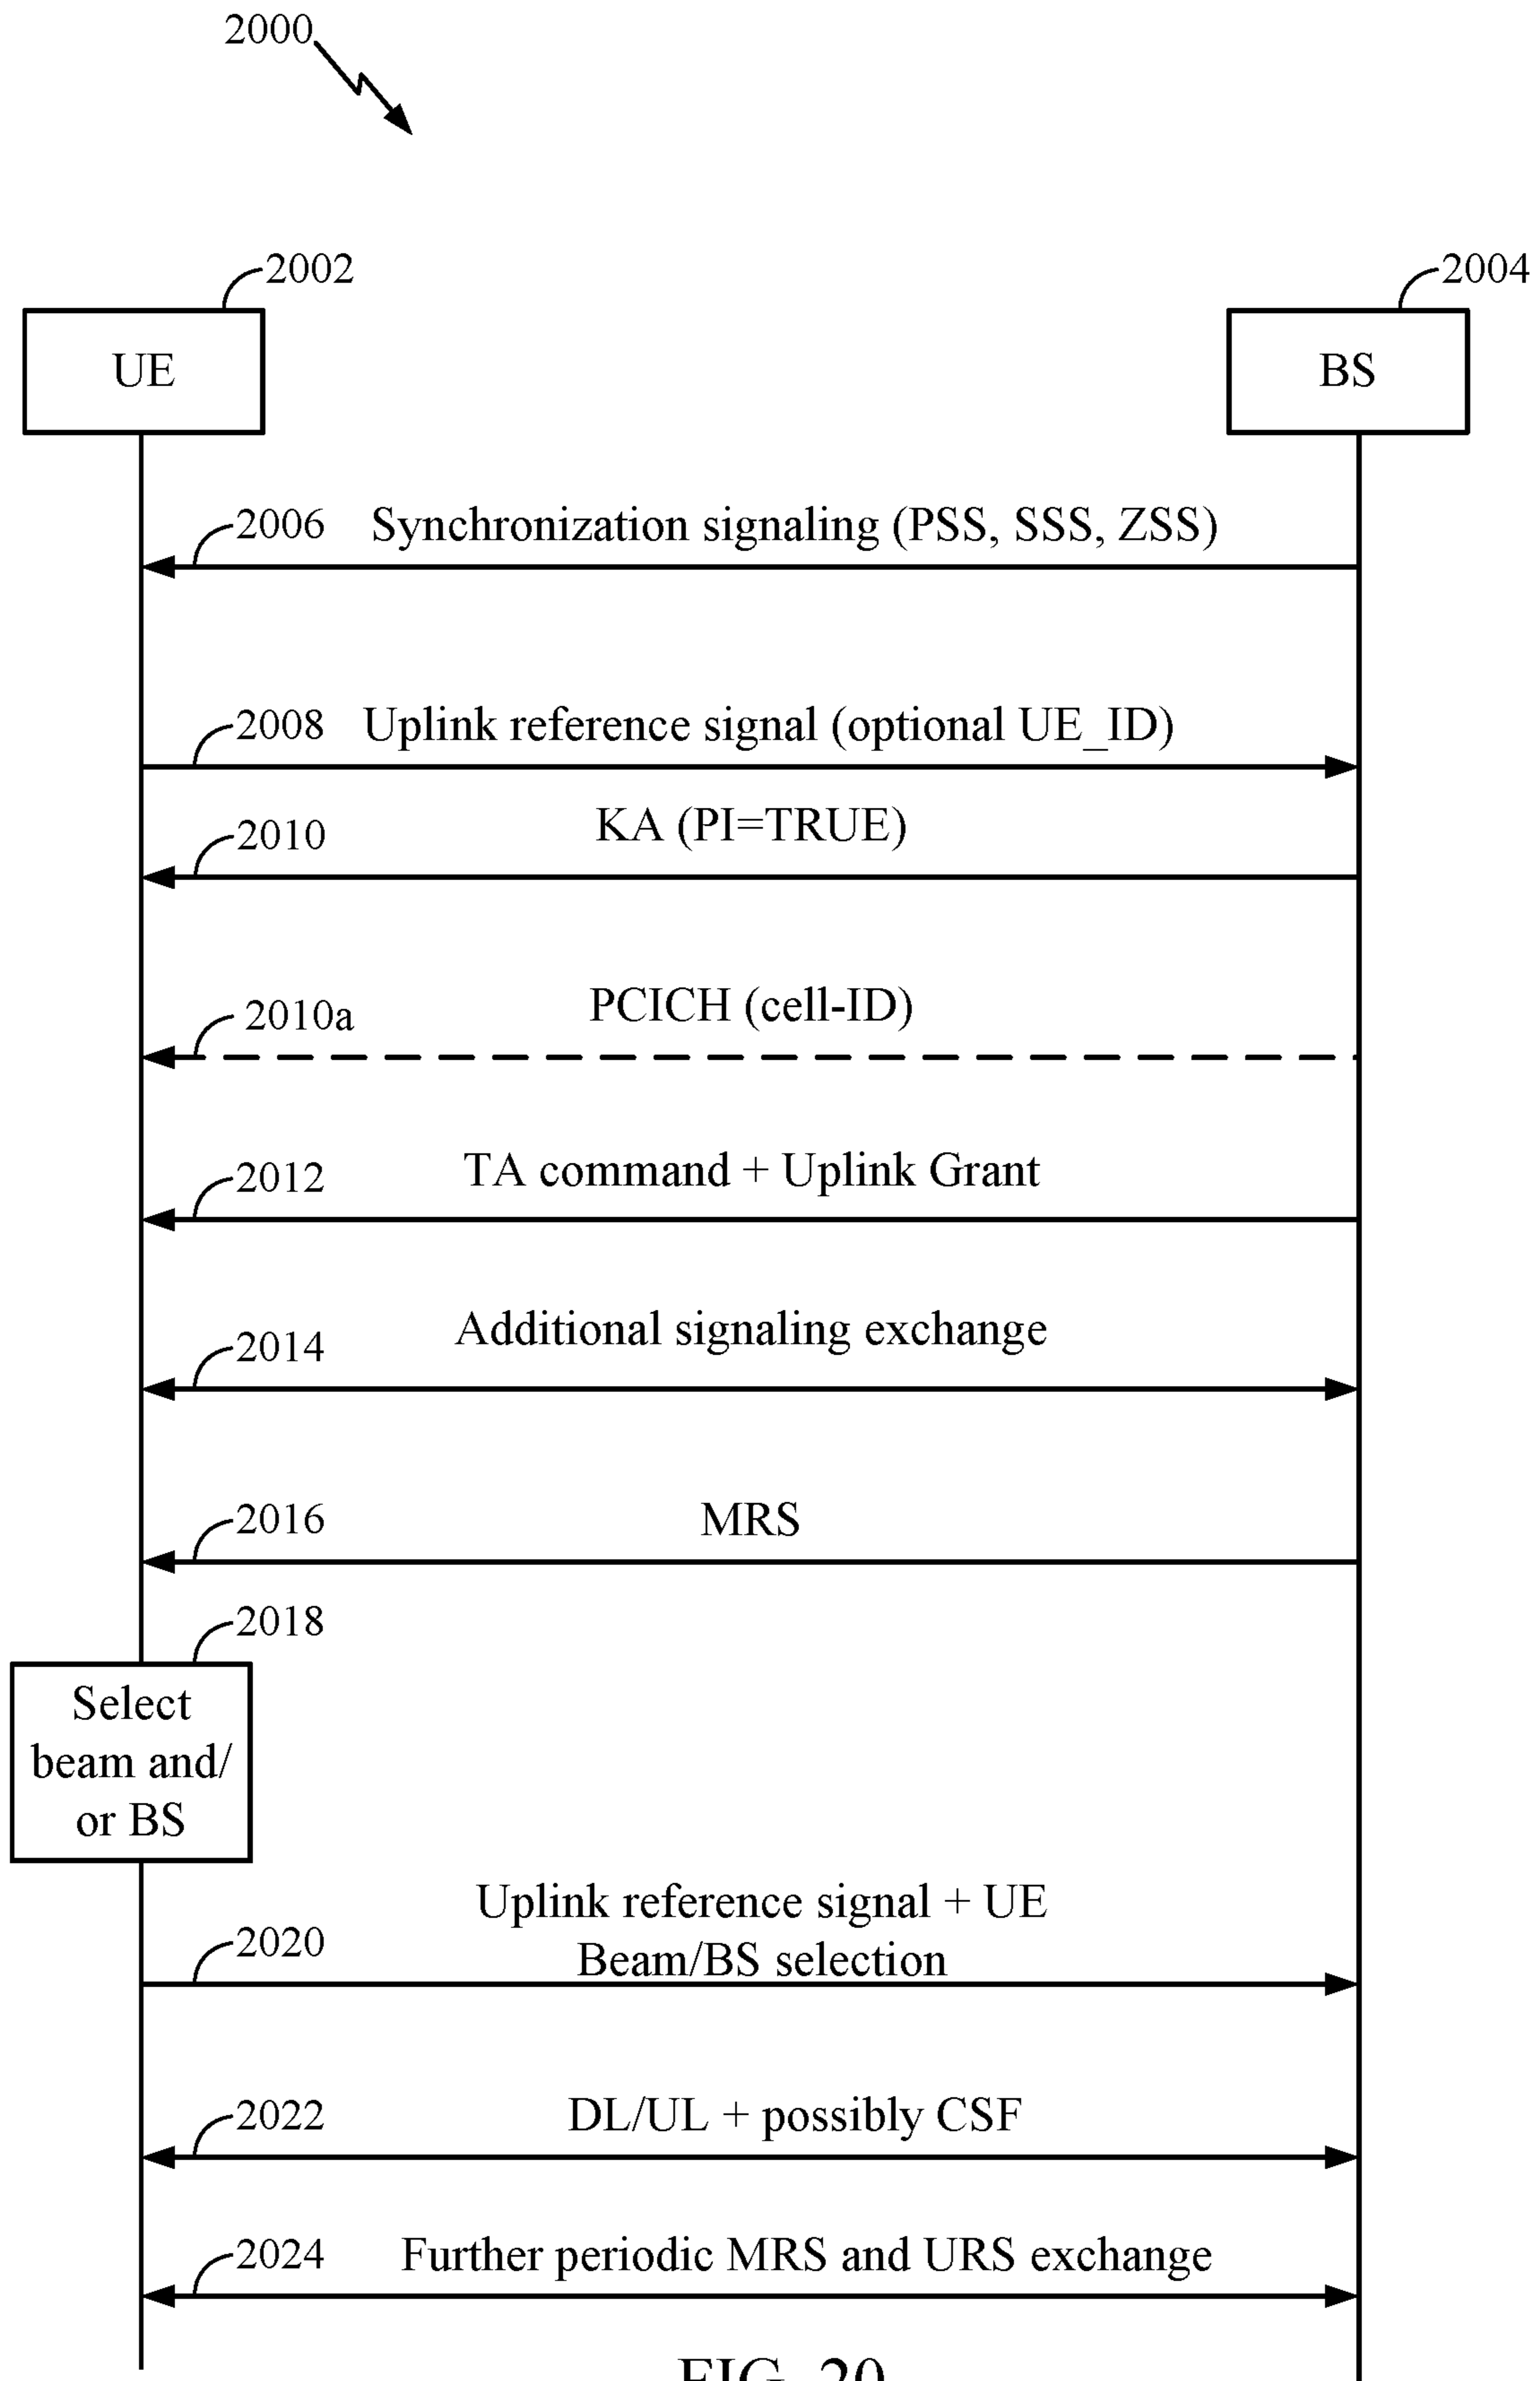 2000
2002
2004
UE
BS
2006
Synchronization signaling (PSS, SSS, ZSS)
2008
Uplink reference signal (optional UE_ID)
KA (PI=TRUE)
2010
PCICH (cell-ID)
2010a
TA command + Uplink Grant
2012
Additional signaling exchange
2014
MRS
2016
2018
Select
beam and/
or BS
Uplink reference signal + UE
Beam/BS selection
2020
DL/UL + possibly CSF
2022
2024
Further periodic MRS and URS exchange
FIG. 20